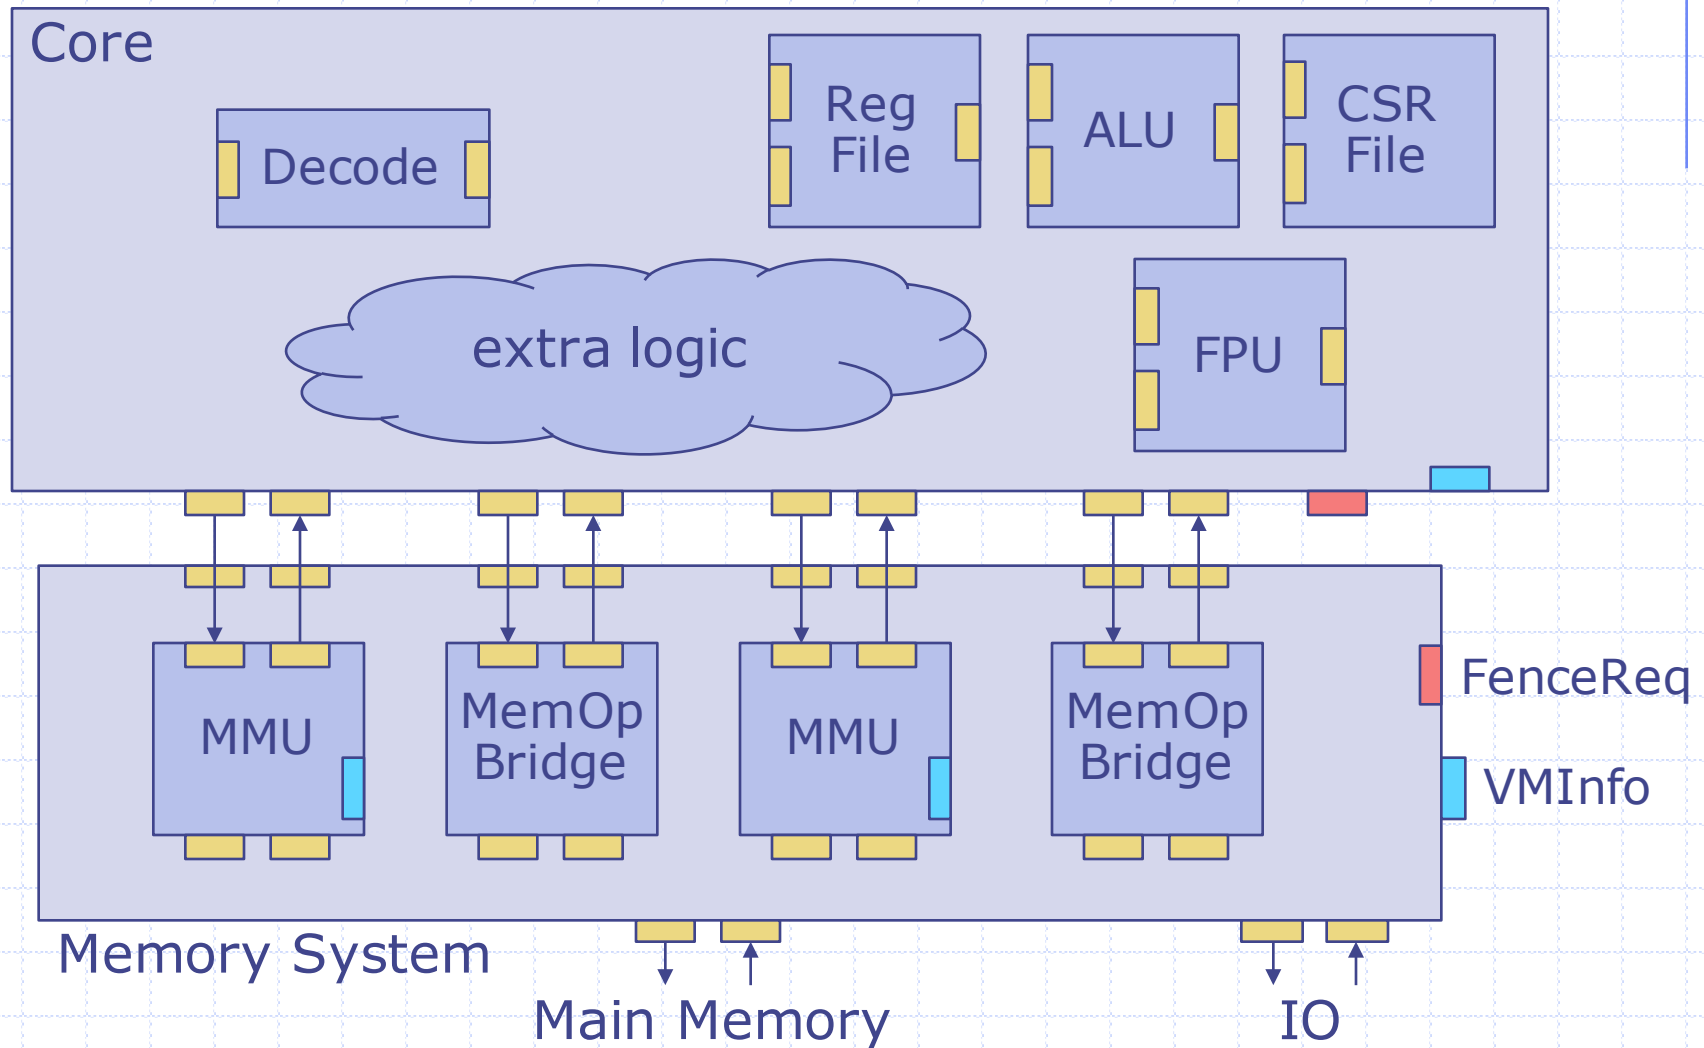 Core
Decode
Reg
File
ALU
CSR
File
extra logic
FPU
MMU
MemOp
Bridge
MMU
MemOp
Bridge
FenceReq
VMInfo
Memory System
Main Memory
IO